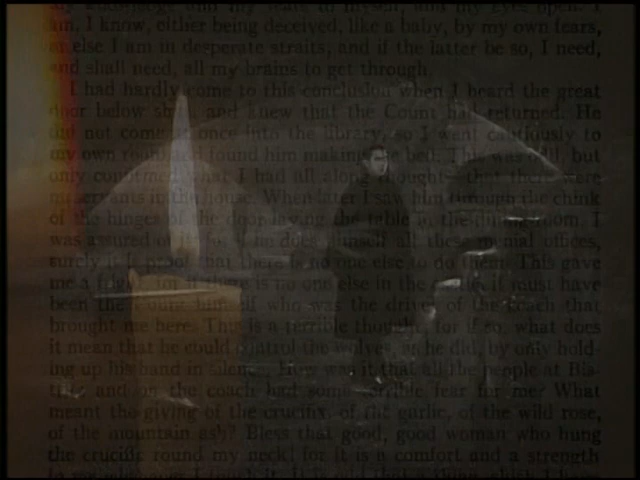 my knowledge and my fears to myself, and my eyes open. I
am, I know, either being deceived, like a baby, by my own fears,
or else I am in desperate straits, and if the latter be so, I need,
and shall need, all my brains to get through.
I had hardly come to this conclusion when I heard the great
door below shut, and knew that the Count had returned. He
did not come at once into the library, so I went cautiously to
my own room and found him making the bed. This was odd, but
only confirmed what I had all along thought—that there were
no servants in the house. When later I saw him through the chink
of the hinges of the door laying the table in the dining-room, I
was assured of it; for if he does himself all these menial offices,
surely it is proof that there is no one else to do them. This gave
me a fright, for if there is no one else in the castle, it must have
been the Count himself who was the driver of the coach that
brought me here. This is a terrible thought; for if so, what does
it mean that he could control the wolves, as he did, by only hold-
ing up his hand in silence. How was it that all the people at Bis-
tritz and on the coach had some terrible fear for me? What
meant the giving of the crucifix, of the garlic, of the wild rose,
of the mountain ash? Bless that good, good woman who hung
the crucifix round my neck! for it is a comfort and a strength